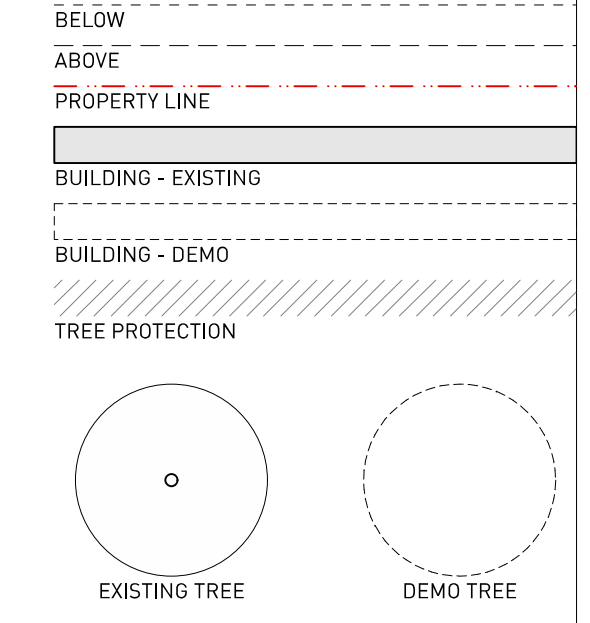 BELOW
ABOVE
PROPERTY LINE
BUILDING - EXISTING
BUILDING - DEMO
TREE PROTECTION
EXISTING TREE
DEMO TREE